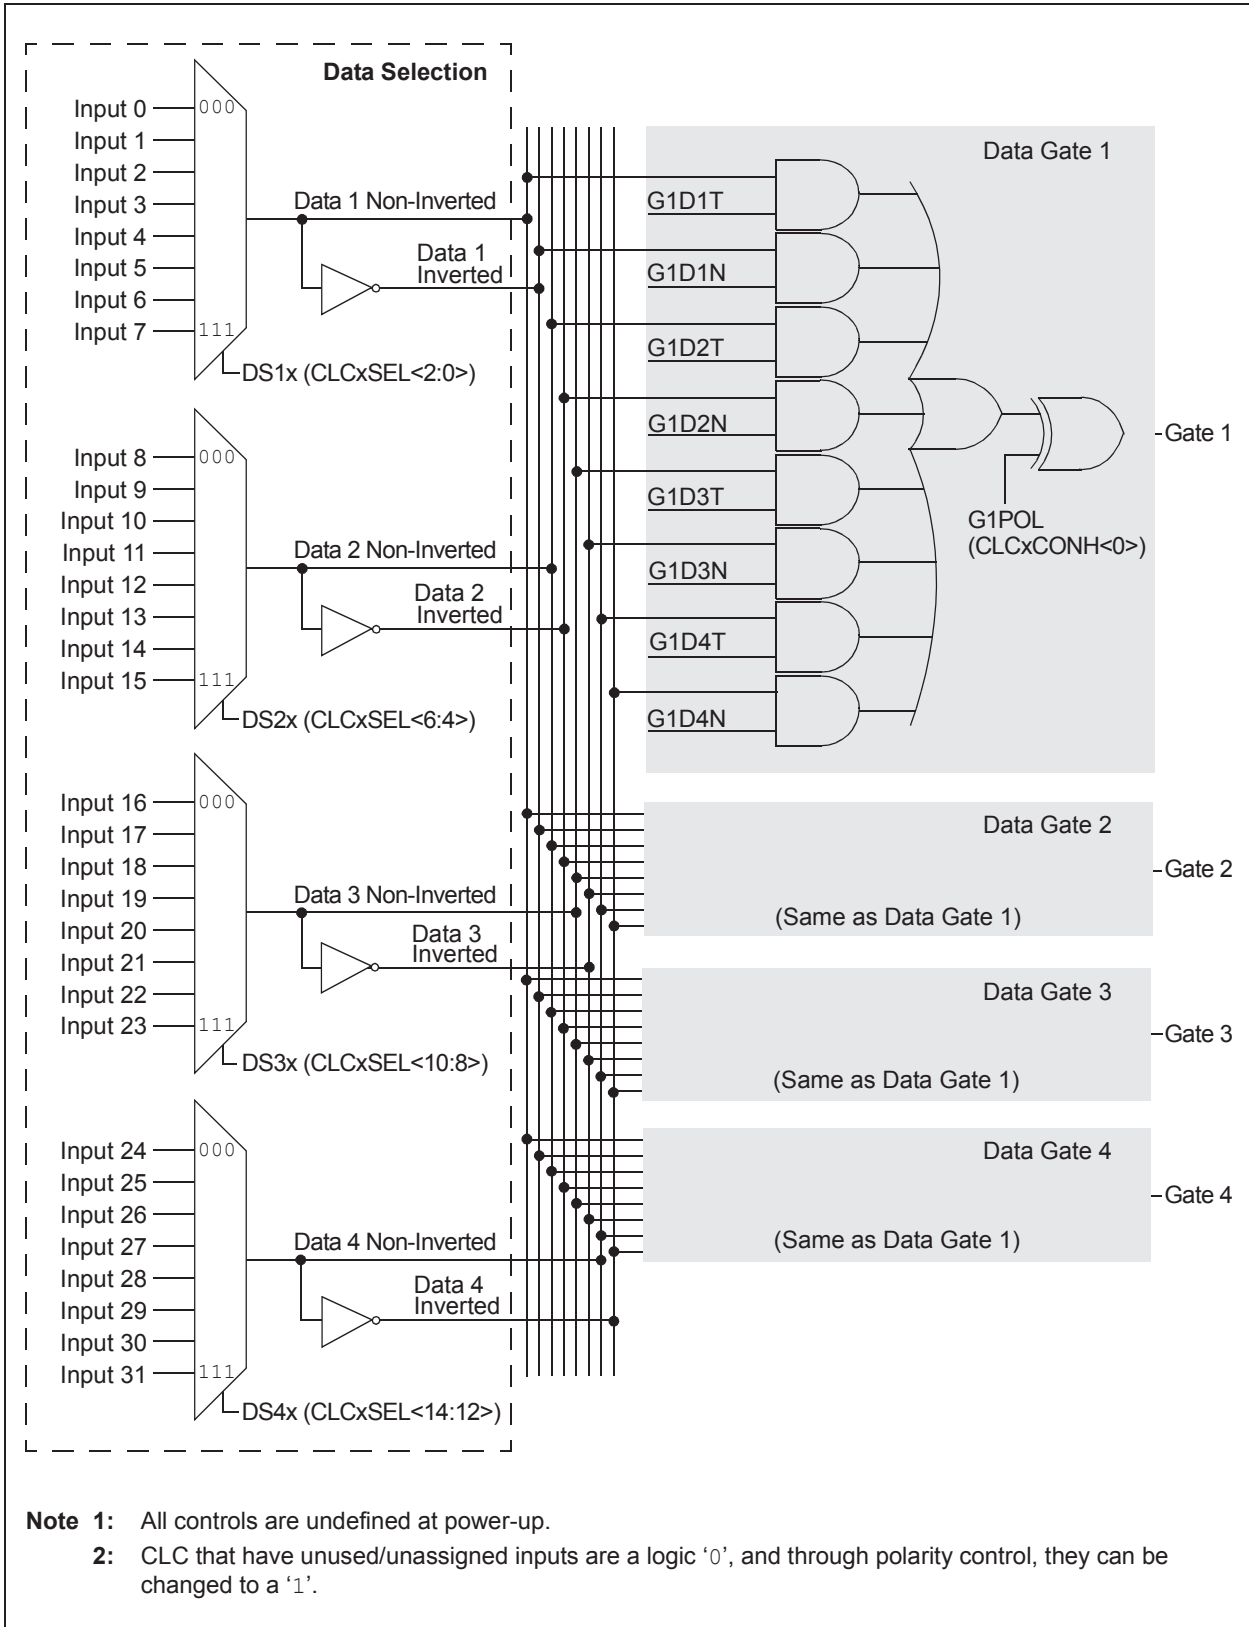 Data Selection
Input 0
000
Input 1
Input 2
Input 3
Input 4
Input 5
Input 6
Input 7
111
Data 1 Non-Inverted
Data 1
Inverted
DS1x (CLCxSEL<2:0>)
Input 8
000
Input 9
Input 10
Input 11
Input 12
Input 13
Input 14
Input 15
111
Data 2 Non-Inverted
Data 2
Inverted
DS2x (CLCxSEL<6:4>)
Input 16
000
Input 17
Input 18
Input 19
Input 20
Input 21
Input 22
Input 23
111
Data 3 Non-Inverted
Data 3
Inverted
DS3x (CLCxSEL<10:8>)
Input 24
000
Input 25
Input 26
Input 27
Input 28
Input 29
Input 30
Input 31
111
Data 4 Non-Inverted
Data 4
Inverted
DS4x (CLCxSEL<14:12>)
Data Gate 1
G1D1T
G1D1N
G1D2T
G1D2N
G1D3T
G1D3N
G1D4T
G1D4N
G1POL
(CLCxCONH<0>)
Gate 1
Data Gate 2
(Same as Data Gate 1)
Gate 2
Data Gate 3
(Same as Data Gate 1)
Gate 3
Data Gate 4
(Same as Data Gate 1)
Gate 4
Note 1: All controls are undefined at power-up.
2: CLC that have unused/unassigned inputs are a logic ‘0’, and through polarity control, they can be
changed to a ‘1’.